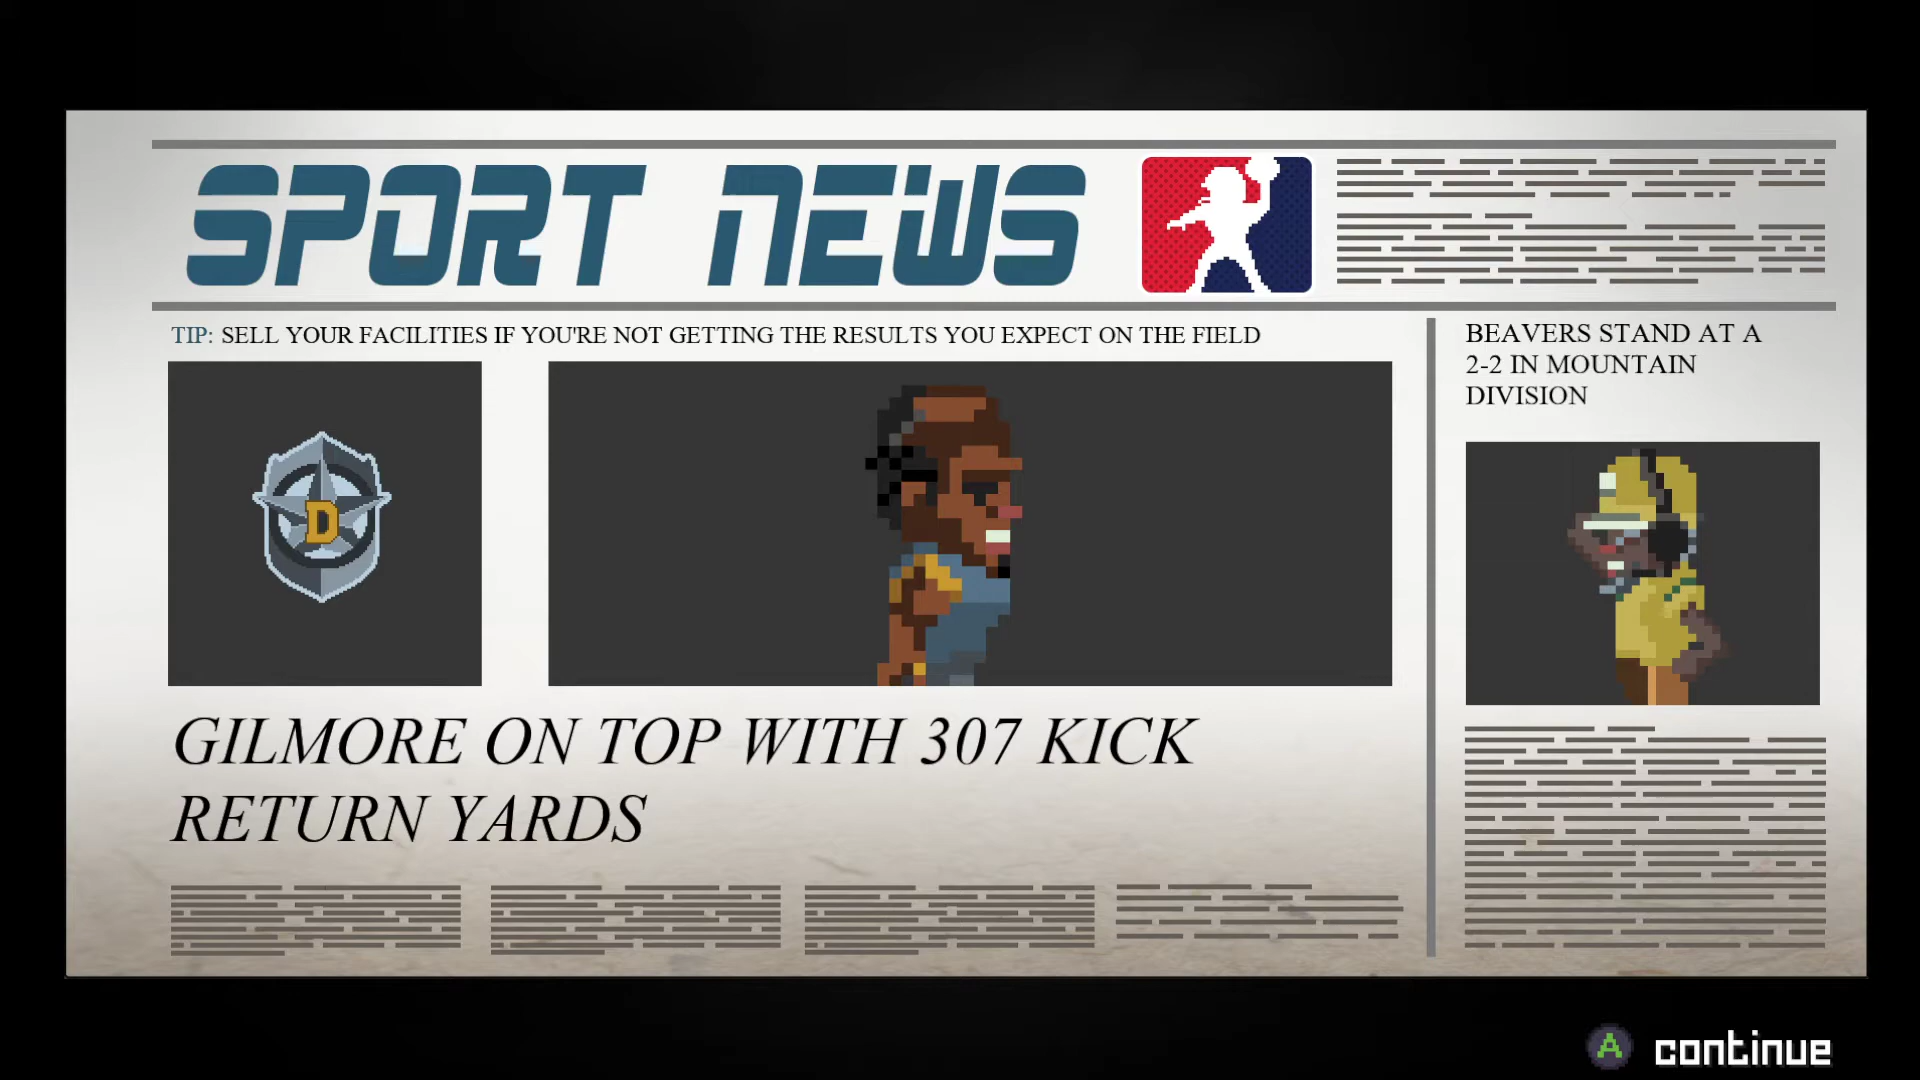 SPORT NEWS
TIP: SELL YOUR FACILITIES IF YOU'RE NOT GETTING THE RESULTS YOU EXPECT ON THE FIELD
D
GILMORE ON TOP WITH 307 KICK
RETURN YARDS
BEAVERS STAND AT A
2-2 IN MOUNTAIN
DIVISION
A continue